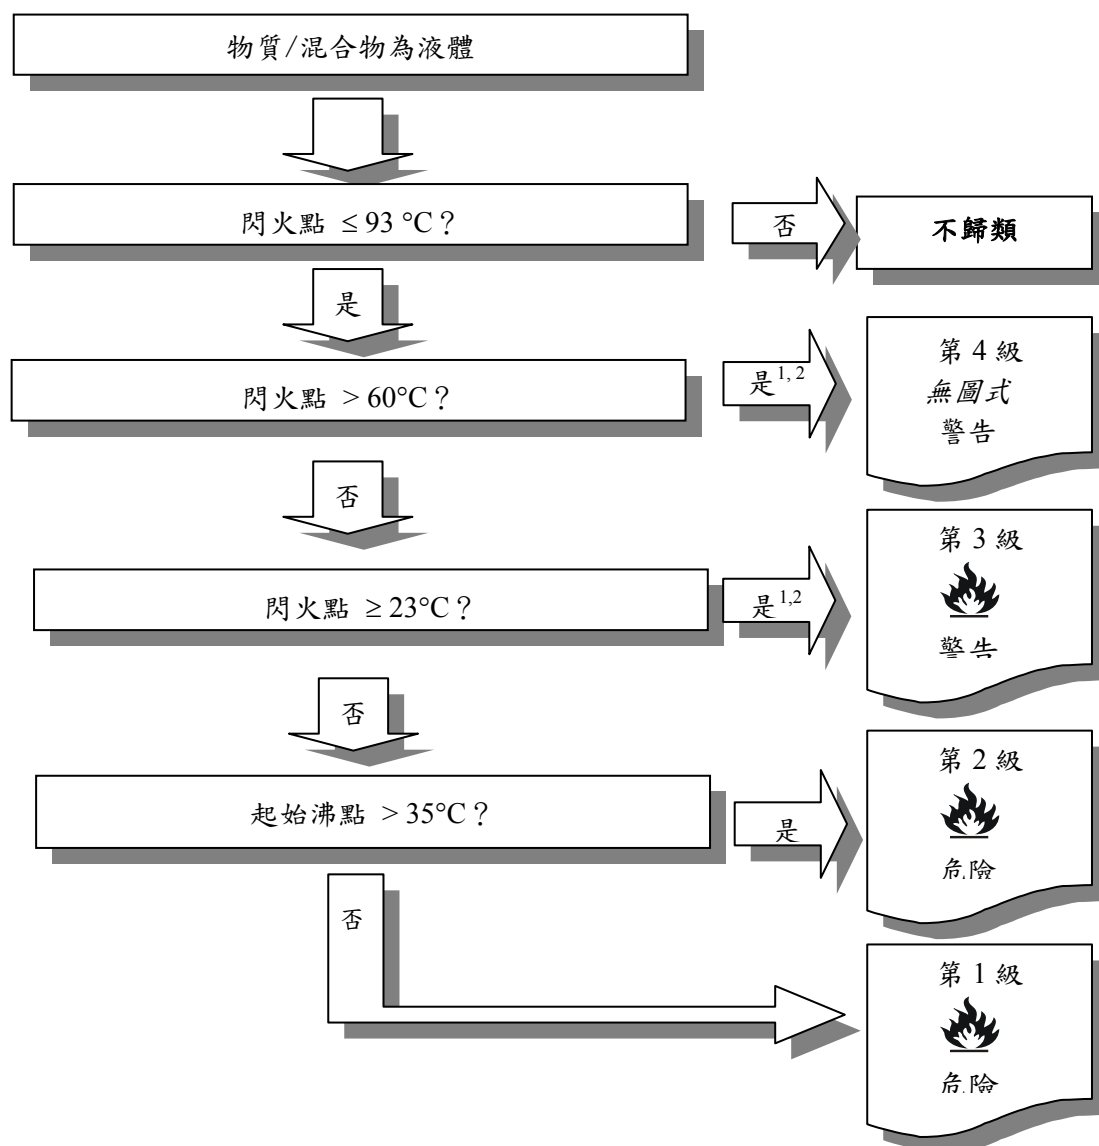 物質/混合物為液體
閃火點 ≤ 93 °C？
否
不歸類
是
閃火點 > 60°C？
是1, 2
第 4 級
無圖式
警告
否
閃火點 ≥ 23°C？
是1,2
第 3 級
警告
否
起始沸點 > 35°C？
是
第 2 級
危險
否
第 1 級
危險